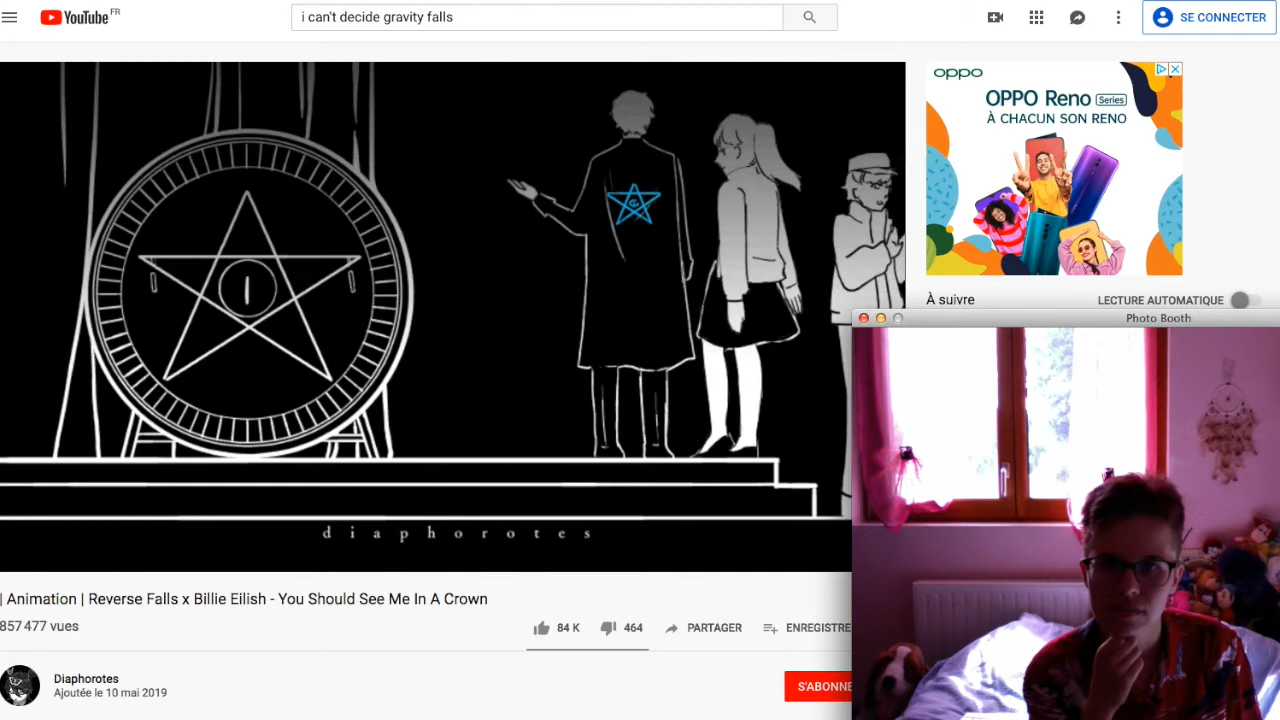 YouTube FR
i can't decide gravity falls
SE CONNECTER
oppo
OPPO Reno Series
À CHACUN SON RENO
À suivre
LECTURE AUTOMATIQUE
Photo Booth
diaphorotes
| Animation | Reverse Falls x Billie Eilish - You Should See Me In A Crown
857 477 vues
84 K
464
PARTAGER
ENREGISTRE
Diaphorotes
Ajoutée le 10 mai 2019
S'ABONNE